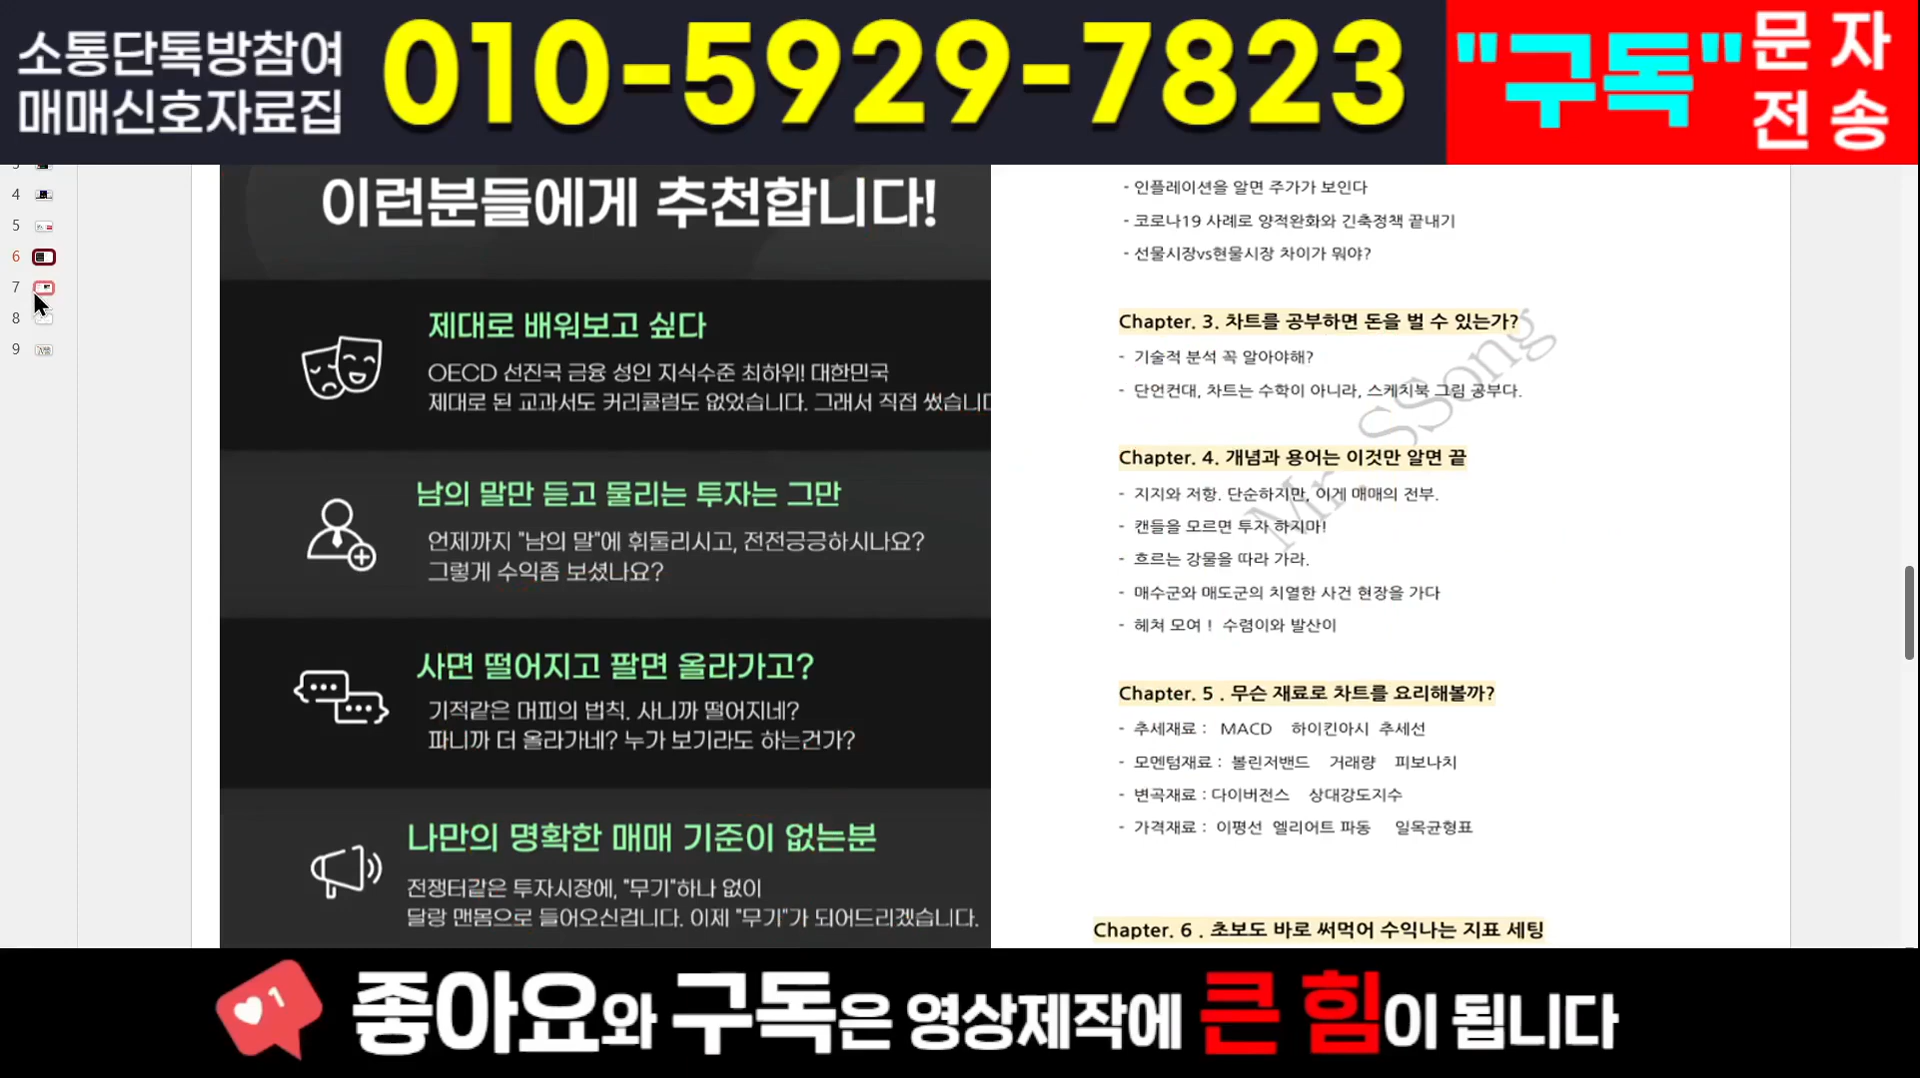 소통단톡방참여
매매신호자료집
010-5929-7823
"구독"
문자
전송
4
5
6
7
8
9
이런분들에게 추천합니다!
제대로 배워보고 싶다
OECD 선진국 금융 성인 지식수준 최하위! 대한민국
제대로 된 교과서도 커리큘럼도 없었습니다. 그래서 직접 썼습니다
남의 말만 듣고 물리는 투자는 그만
언제까지 "남의 말"에 휘둘리시고, 전전긍긍하시나요?
그렇게 수익좀 보셨나요?
사면 떨어지고 팔면 올라가고?
기적같은 머피의 법칙. 사니까 떨어지네?
파니까 더 올라가네? 누가 보기라도 하는건가?
나만의 명확한 매매 기준이 없는분
전쟁터같은 투자시장에, "무기"하나 없이
달랑 맨몸으로 들어오신겁니다. 이제 "무기"가 되어드리겠습니다.
- 인플레이션을 알면 주가가 보인다
- 코로나19 사례로 양적완화와 긴축정책 끝내기
- 선물시장vs현물시장 차이가 뭐야?
Chapter. 3. 차트를 공부하면 돈을 벌 수 있는가?
- 기술적 분석 꼭 알아야해?
- 단언컨대, 차트는 수학이 아니라, 스케치북 그림 공부다.
Chapter. 4. 개념과 용어는 이것만 알면 끝
- 지지와 저항. 단순하지만, 이게 매매의 전부.
- 캔들을 모르면 투자 하지마!
- 흐르는 강물을 따라 가라.
- 매수군와 매도군의 치열한 사건 현장을 가다
- 헤쳐 모여 ! 수렴이와 발산이
Chapter. 5 . 무슨 재료로 차트를 요리해볼까?
- 추세재료 : MACD 하이킨아시 추세선
- 모멘텀재료 : 볼린저밴드 거래량 피보나치
- 변곡재료 : 다이버전스 상대강도지수
- 가격재료 : 이평선 엘리어트 파동 일목균형표
Chapter. 6 . 초보도 바로 써먹어 수익나는 지표 세팅
Mr. SSong
1
좋아요와 구독은 영상제작에 큰 힘이 됩니다